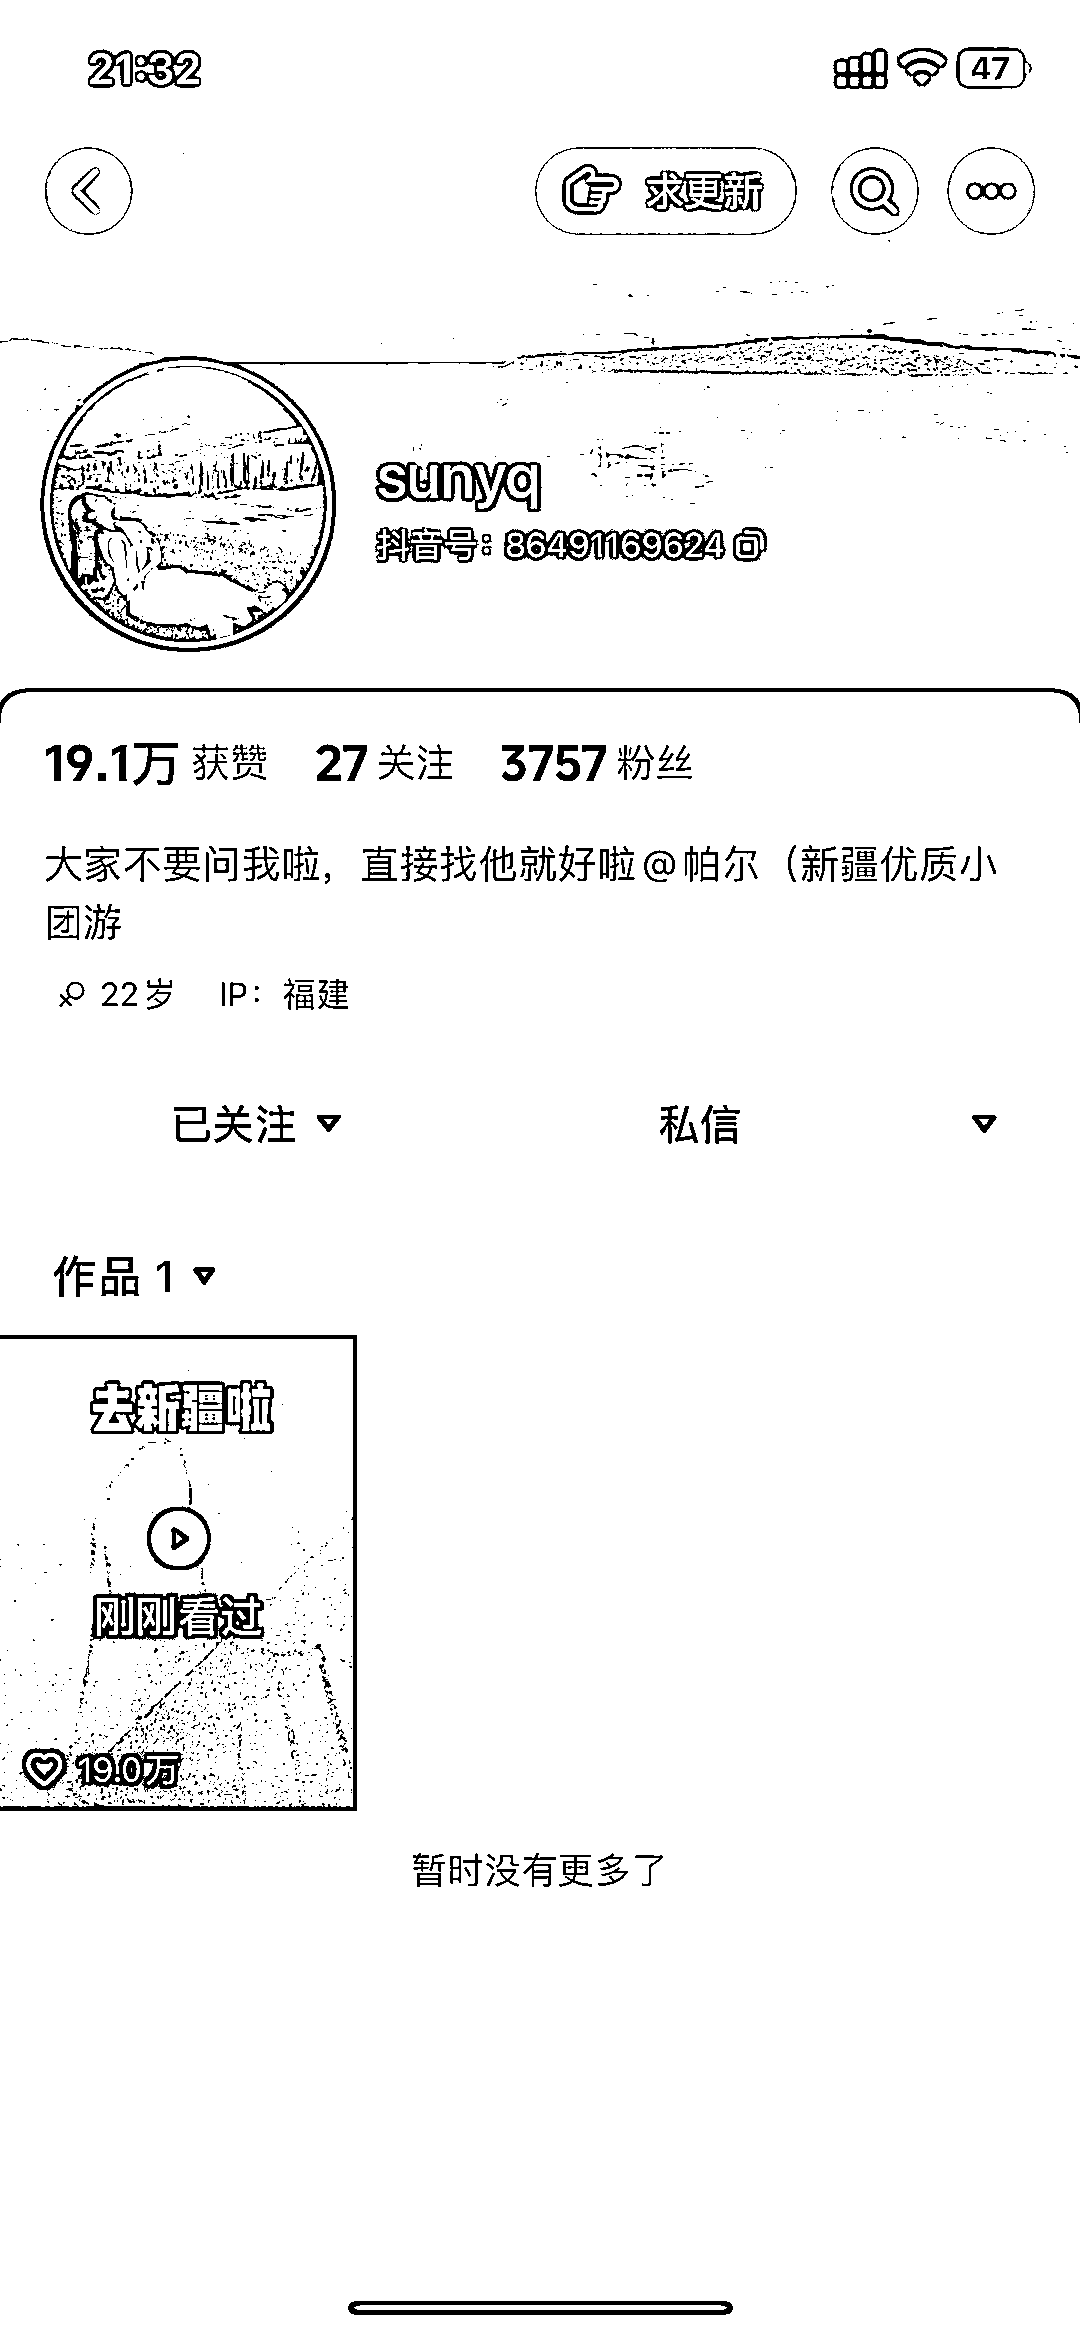 21:32
47
求更新
sunyq
抖音号：86491169624
19.1万 获赞 27 关注 3757 粉丝
大家不要问我啦，直接找他就好啦@帕尔（新疆优质小
团游
22岁 IP：福建
已关注 私信
作品 1
去新疆啦
刚刚看过
19.0万
暂时没有更多了